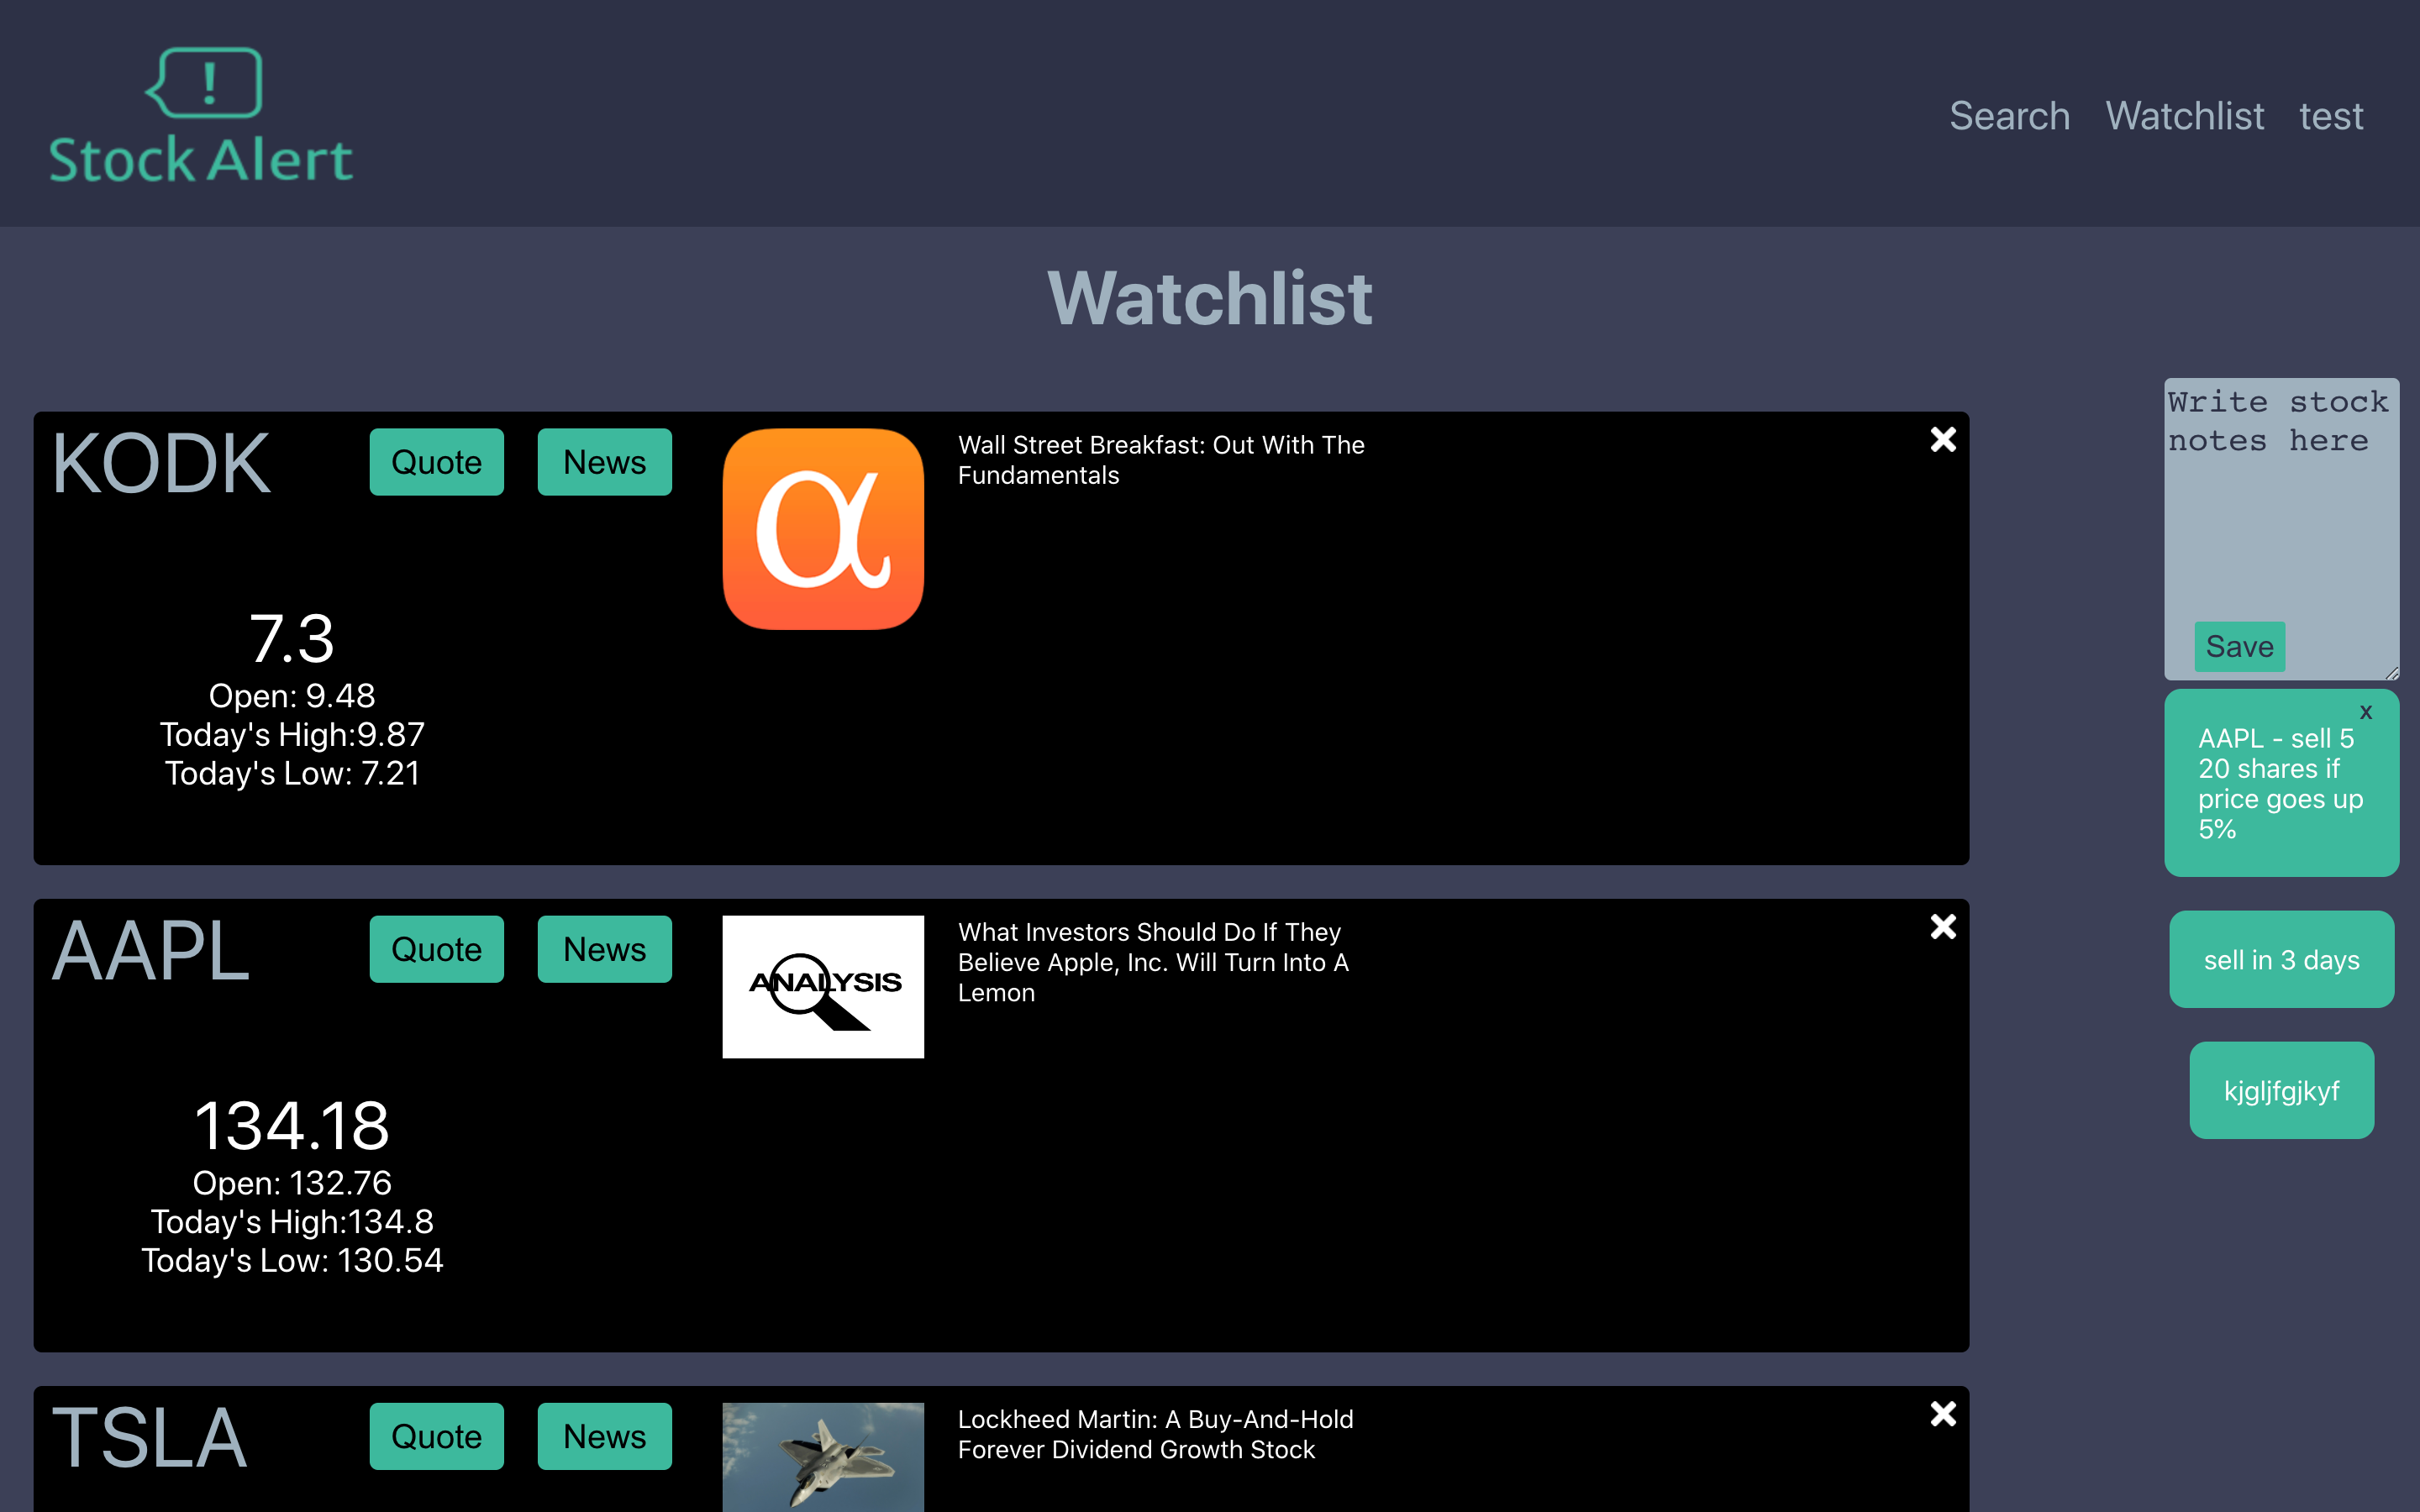 !
Stock Alert
Search Watchlist test
Watchlist
KODK
Quote
News
Wall Street Breakfast: Out With The
Fundamentals
7.3
Open: 9.48
Today's High:9.87
Today's Low: 7.21
AAPL
Quote
News
α
ANALYSIS
What Investors Should Do If They
Believe Apple, Inc. Will Turn Into A
Lemon
134.18
Open: 132.76
Today's High:134.8
Today's Low: 130.54
TSLA
Quote
News
Lockheed Martin: A Buy-And-Hold
Forever Dividend Growth Stock
Write stock
notes here
Save
x
AAPL - sell 5
20 shares if
price goes up
5%
sell in 3 days
kjgljfgjkyf